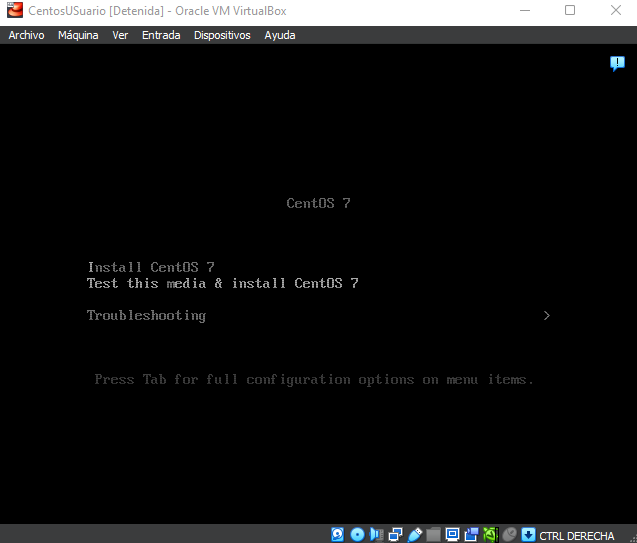 CentosUSuario [Detenida] - Oracle VM VirtualBox
Archivo Máquina Ver Entrada Dispositivos Ayuda
CentOS 7
Install CentOS 7
Test this media & install CentOS 7
Troubleshooting >
Press Tab for full configuration options on menu items.
CTRL DERECHA